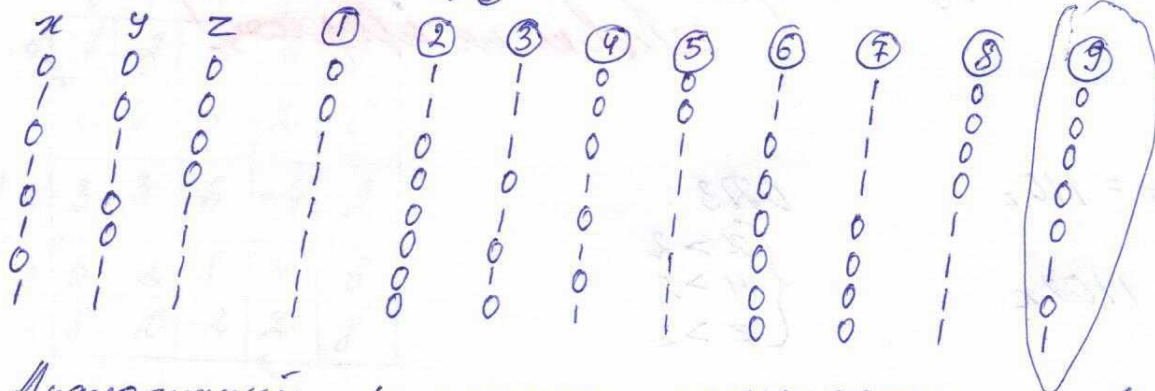 x y z ① ② ③ ④ ⑤ ⑥ ⑦ ⑧ ⑨
0 0 0 0 1 1 0 0 1 1 0 0
1 0 0 0 1 1 0 0 1 1 0 0
0 1 0 1 0 1 0 1 0 1 0 0
1 1 0 1 0 0 1 1 0 1 0 0
0 0 1 1 0 1 0 1 0 0 1 0
1 0 1 1 0 0 1 1 0 0 1 1
0 1 1 1 0 1 0 1 0 0 1 0
1 1 1 1 0 0 1 1 0 0 1 1